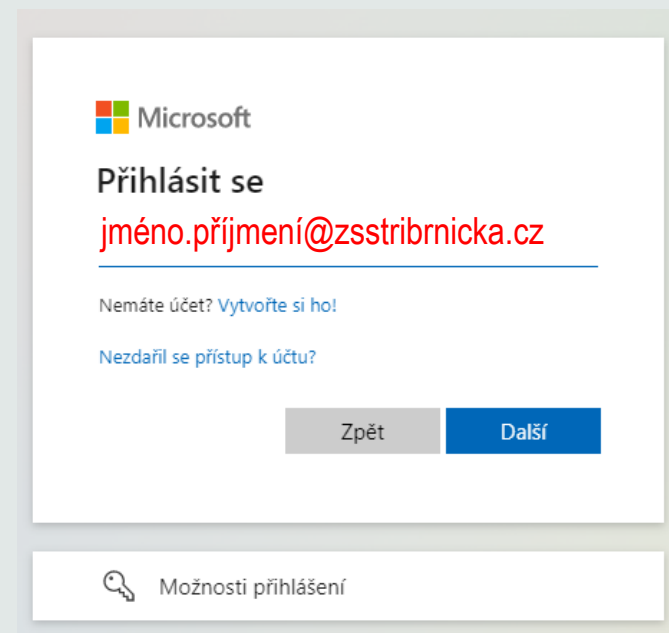 Microsoft
Přihlásit se
jméno.příjmení@zsstribrnicka.cz
Nemáte účet? Vytvořte si ho!
Nezdařil se přístup k účtu?
Zpět
Další
Možnosti přihlášení